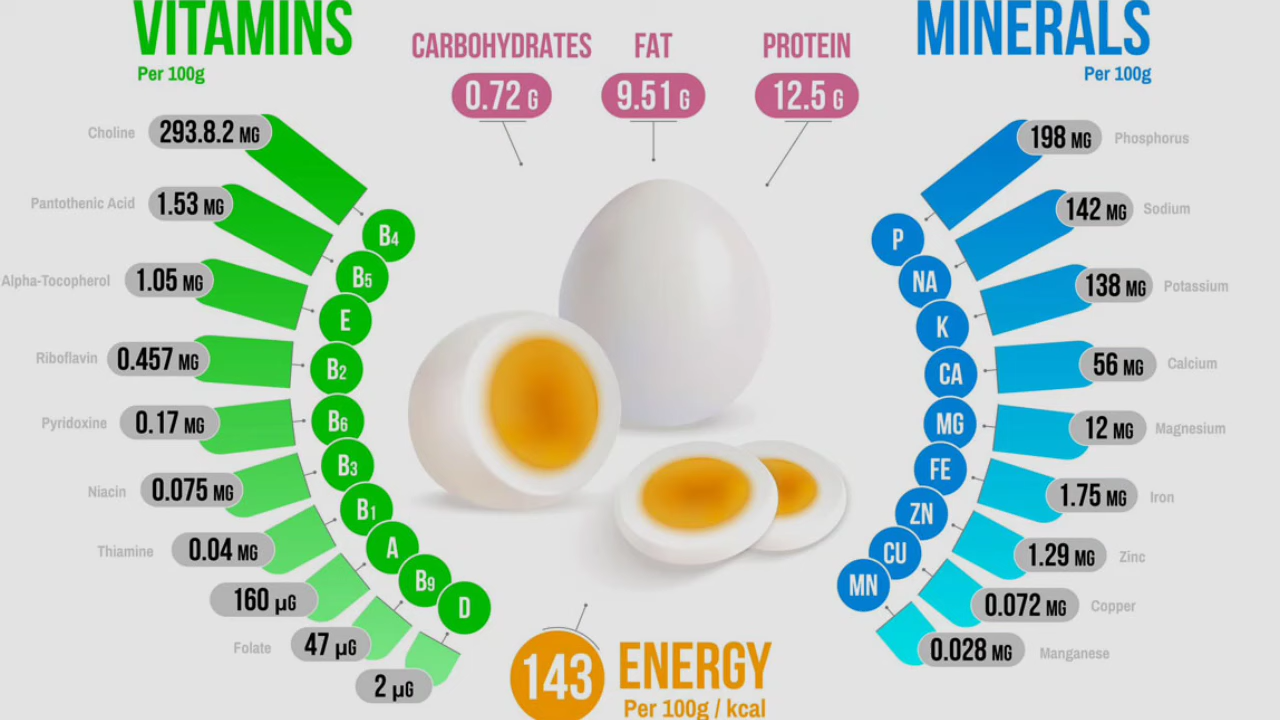 VITAMINS
Per 100g
CARBOHYDRATES
0.72 G
FAT
9.51 G
PROTEIN
12.5 G
MINERALS
Per 100g
Choline 293.8.2 MG B4
Pantothenic Acid 1.53 MG B5
Alpha-Tocopherol 1.05 MG E
Riboflavin 0.457 MG B2
Pyridoxine 0.17 MG B6
Niacin 0.075 MG B3
Thiamine 0.04 MG B1
160 µG A
Folate 47 µG B9
2 µG D
P 198 MG Phosphorus
NA 142 MG Sodium
K 138 MG Potassium
CA 56 MG Calcium
MG 12 MG Magnesium
FE 1.75 MG Iron
ZN 1.29 MG Zinc
CU 0.072 MG Copper
MN 0.028 MG Manganese
143 ENERGY
Per 100g / kcal